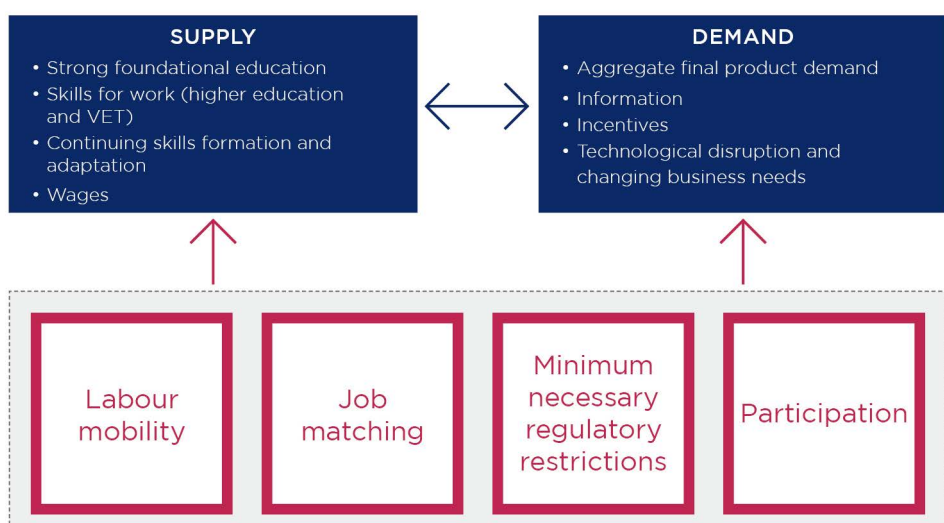 SUPPLY
• Strong foundational education
• Skills for work (higher education
and VET)
• Continuing skills formation and
adaptation
• Wages
DEMAND
• Aggregate final product demand
• Information
• Incentives
• Technological disruption and
changing business needs
Labour
mobility
Job
matching
Minimum
necessary
regulatory
restrictions
Participation